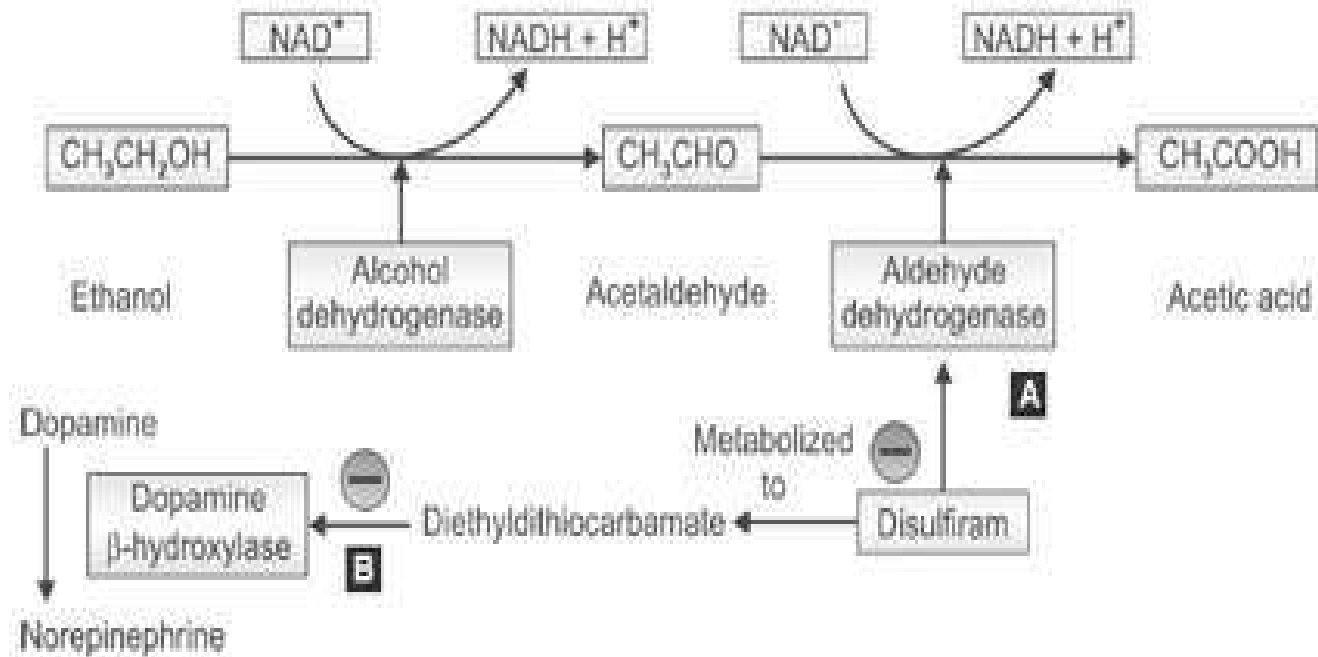 NAD⁺
NADH + H⁺
NAD⁺
NADH + H⁺
CH₃CH₂OH
CH₃CHO
CH₃COOH
Ethanol
Alcohol
dehydrogenase
Acetaldehyde
Aldehyde
dehydrogenase
Acetic acid
A
Dopamine
Metabolized
to
Dopamine
β-hydroxylase
Diethyldithiocarbamate
Disulfiram
B
Norepinephrine